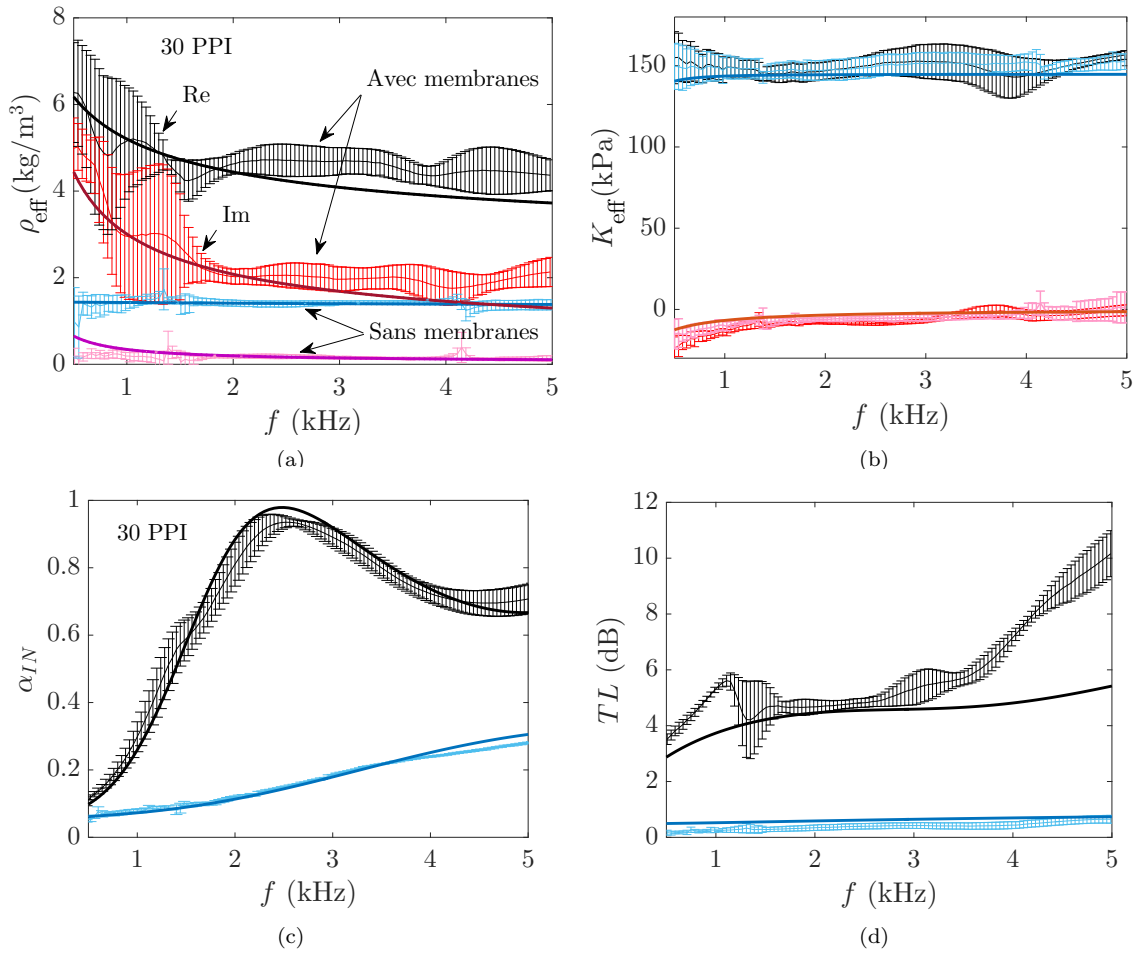 8
6
4
2
0
ρeff(kg/m³)
30 PPI
Re
Avec membranes
Im
Sans membranes
1 2 3 4 5
f (kHz)
(a)
150
100
50
0
Keff(kPa)
1 2 3 4 5
f (kHz)
(b)
1
0.8
0.6
0.4
0.2
0
αIN
30 PPI
1 2 3 4 5
f (kHz)
(c)
12
10
8
6
4
2
0
TL (dB)
1 2 3 4 5
f (kHz)
(d)